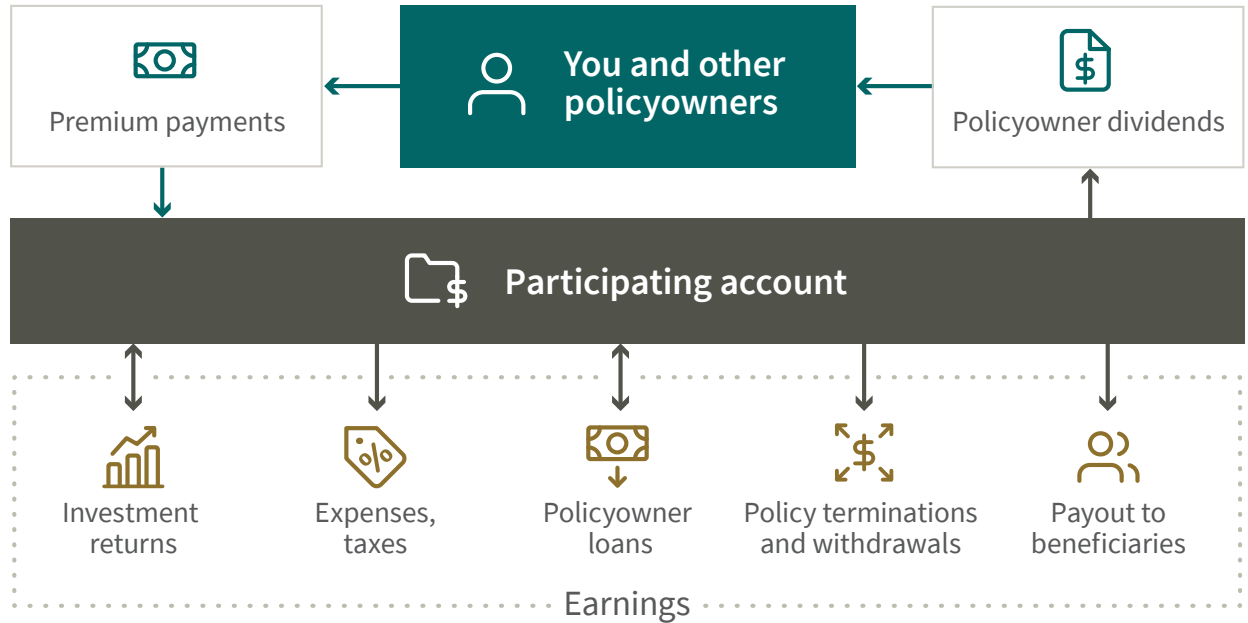 You and other
policyowners
Premium payments
Policyowner dividends
Participating account
Investment
returns
Expenses,
taxes
Policyowner
loans
Policy terminations
and withdrawals
Payout to
beneficiaries
Earnings